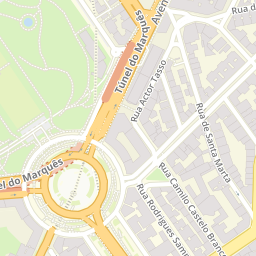 Rua d
Aven
Túnel do Marquês
Rua Actor Tasso
Rua de Santa Marta
el do Marquês
Rua Camilo Castelo Branco
Rua Rodrigues Samp